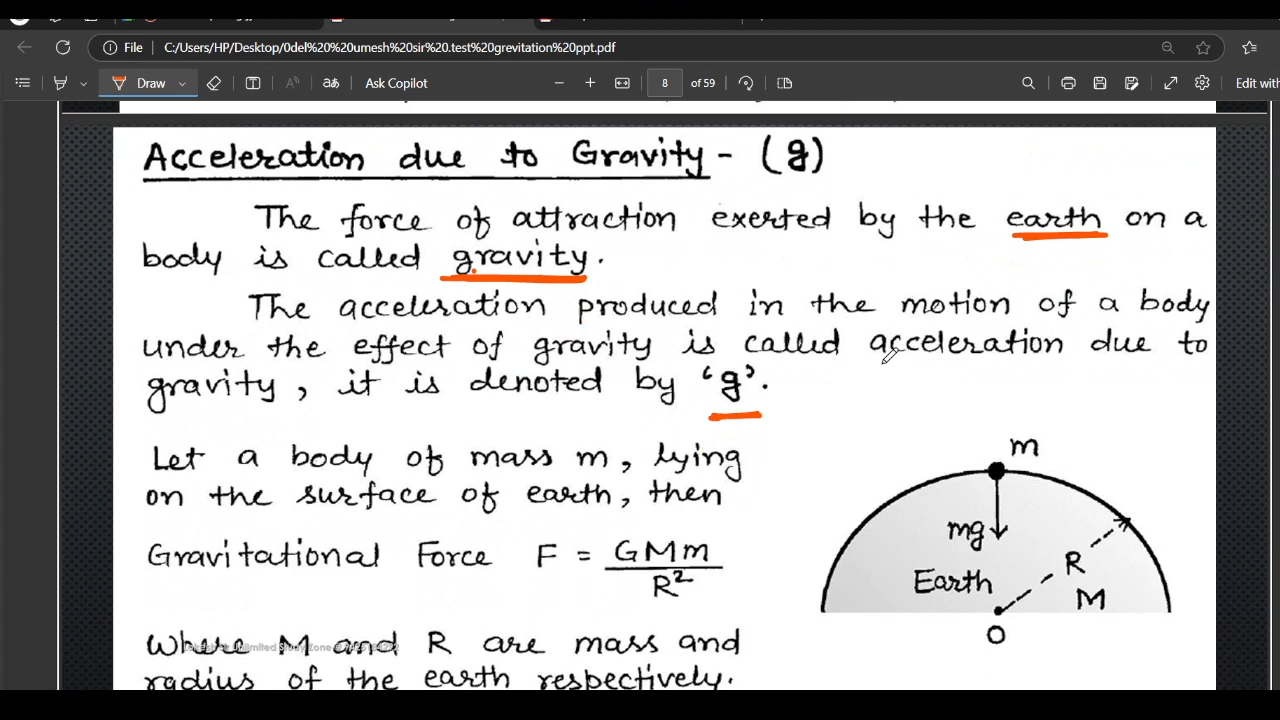 File C:/Users/HP/Desktop/0del%20%20umesh%20sir%20.test%20grevitation%20ppt.pdf
Draw aあ Ask Copilot 8 of 59 Edit with
Acceleration due to Gravity - (g)
The force of attraction exerted by the earth on a
body is called gravity.
The acceleration produced in the motion of a body
under the effect of gravity is called acceleration due to
gravity, it is denoted by 'g'.
Let a body of mass m, lying
on the surface of earth, then
Gravitational Force F = GMm / R²
Where M and R are mass and
radius of the earth respectively.
m
mg
R
Earth
M
O